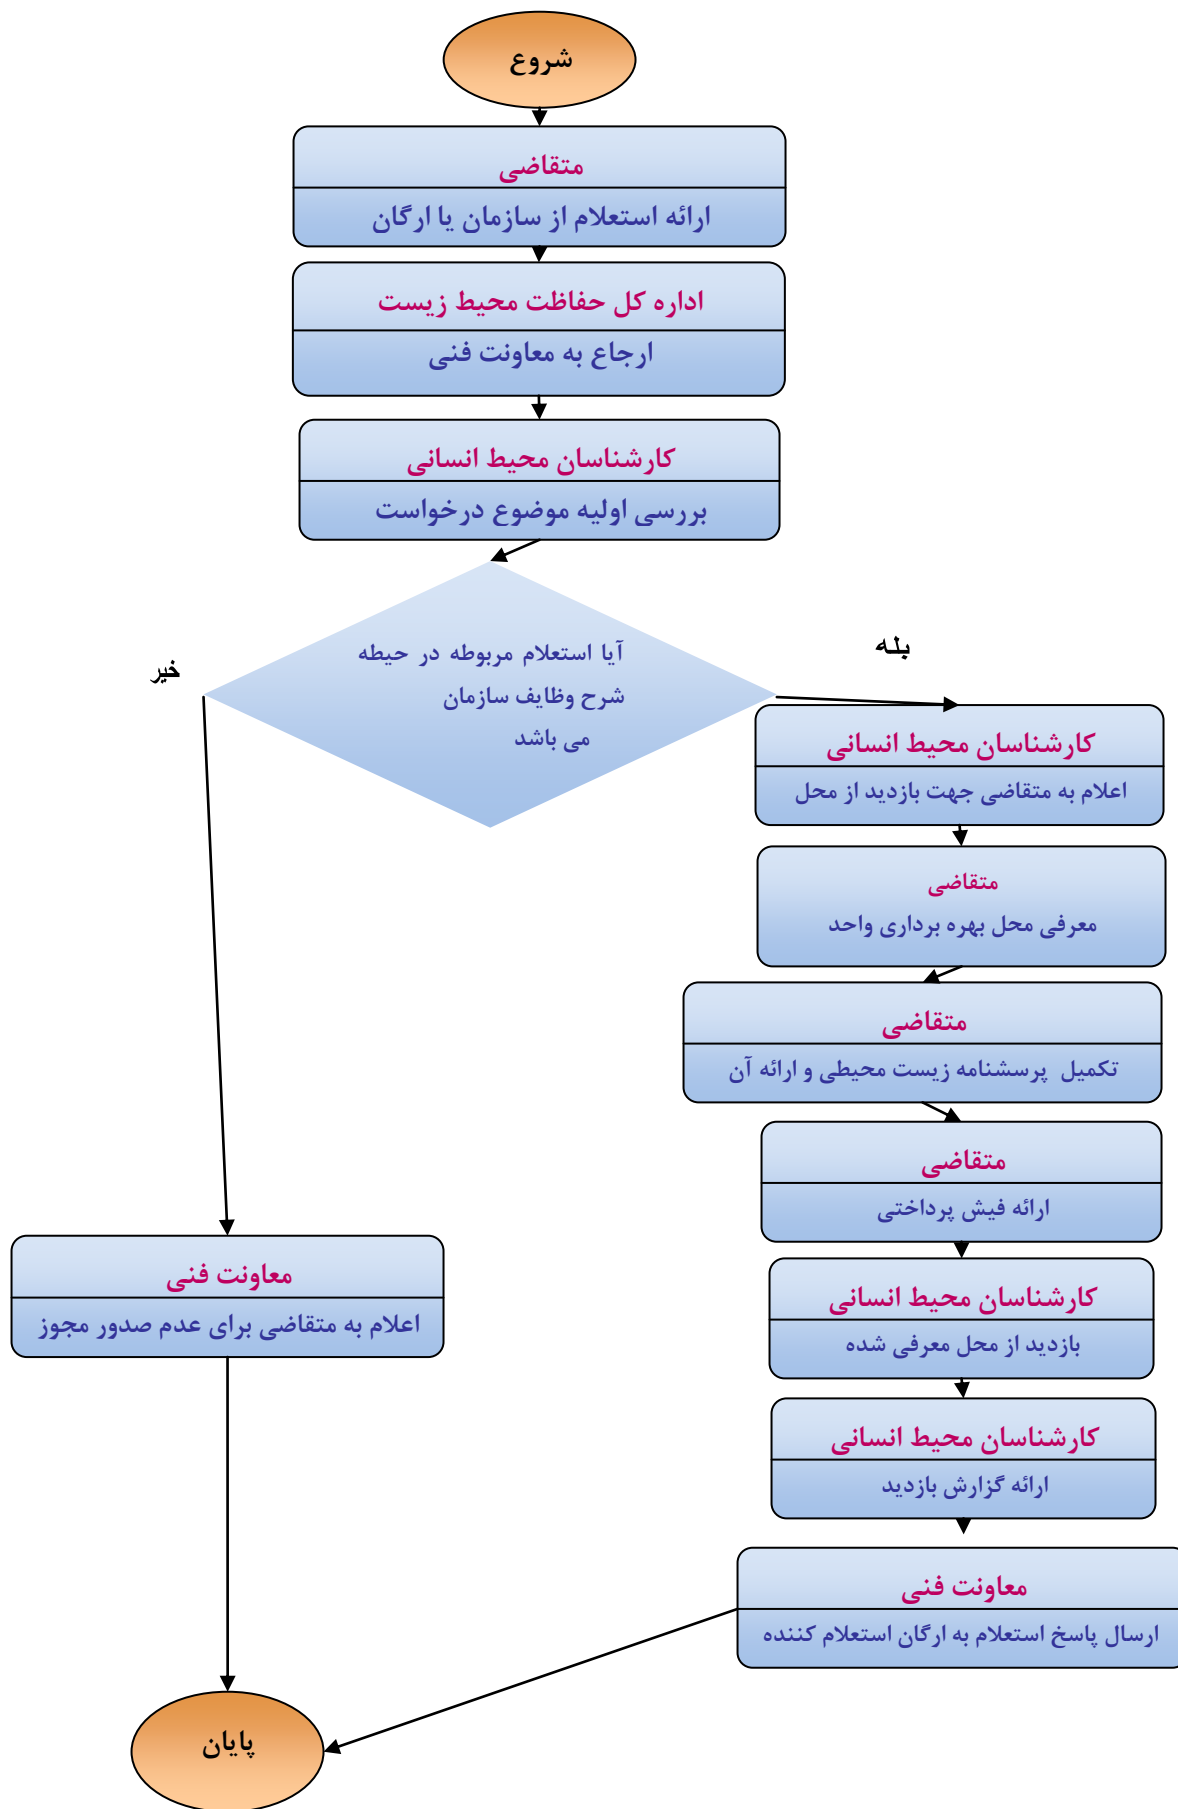 شروع
متقاضی
ارائه استعلام از سازمان یا ارگان
اداره کل حفاظت محیط زیست
ارجاع به معاونت فنی
کارشناسان محیط انسانی
بررسی اولیه موضوع درخواست
آیا استعلام مربوطه در حیطه
شرح وظایف سازمان
می باشد
بله
خیر
کارشناسان محیط انسانی
اعلام به متقاضی جهت بازدید از محل
متقاضی
معرفی محل بهره برداری واحد
متقاضی
تکمیل پرسشنامه زیست محیطی و ارائه آن
متقاضی
ارائه فیش پرداختی
کارشناسان محیط انسانی
بازدید از محل معرفی شده
کارشناسان محیط انسانی
ارائه گزارش بازدید
معاونت فنی
ارسال پاسخ استعلام به ارگان استعلام کننده
معاونت فنی
اعلام به متقاضی برای عدم صدور مجوز
پایان